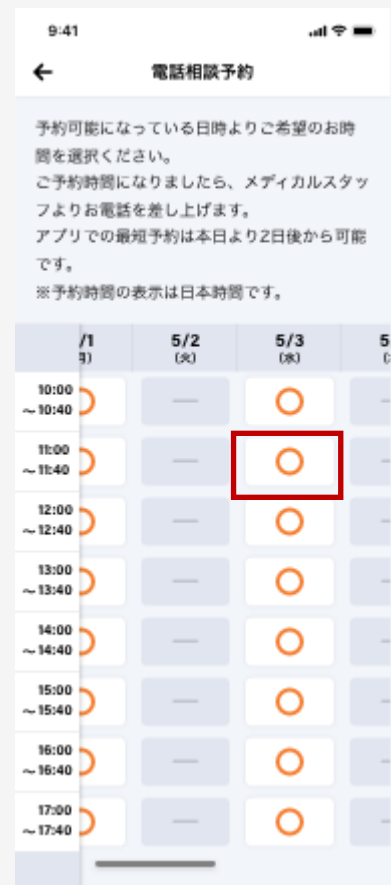 9:41
電話相談予約
予約可能になっている日時よりご希望のお時
間を選択ください。
ご予約時間になりましたら、メディカルスタッ
フよりお電話を差し上げます。
アプリでの最短予約は本日より2日後から可能
です。
※予約時間の表示は日本時間です。
/1 5/2 5/3 5
(火) (水)
10:00
～10:40
11:00
～11:40
12:00
～12:40
13:00
～13:40
14:00
～14:40
15:00
～15:40
16:00
～16:40
17:00
～17:40